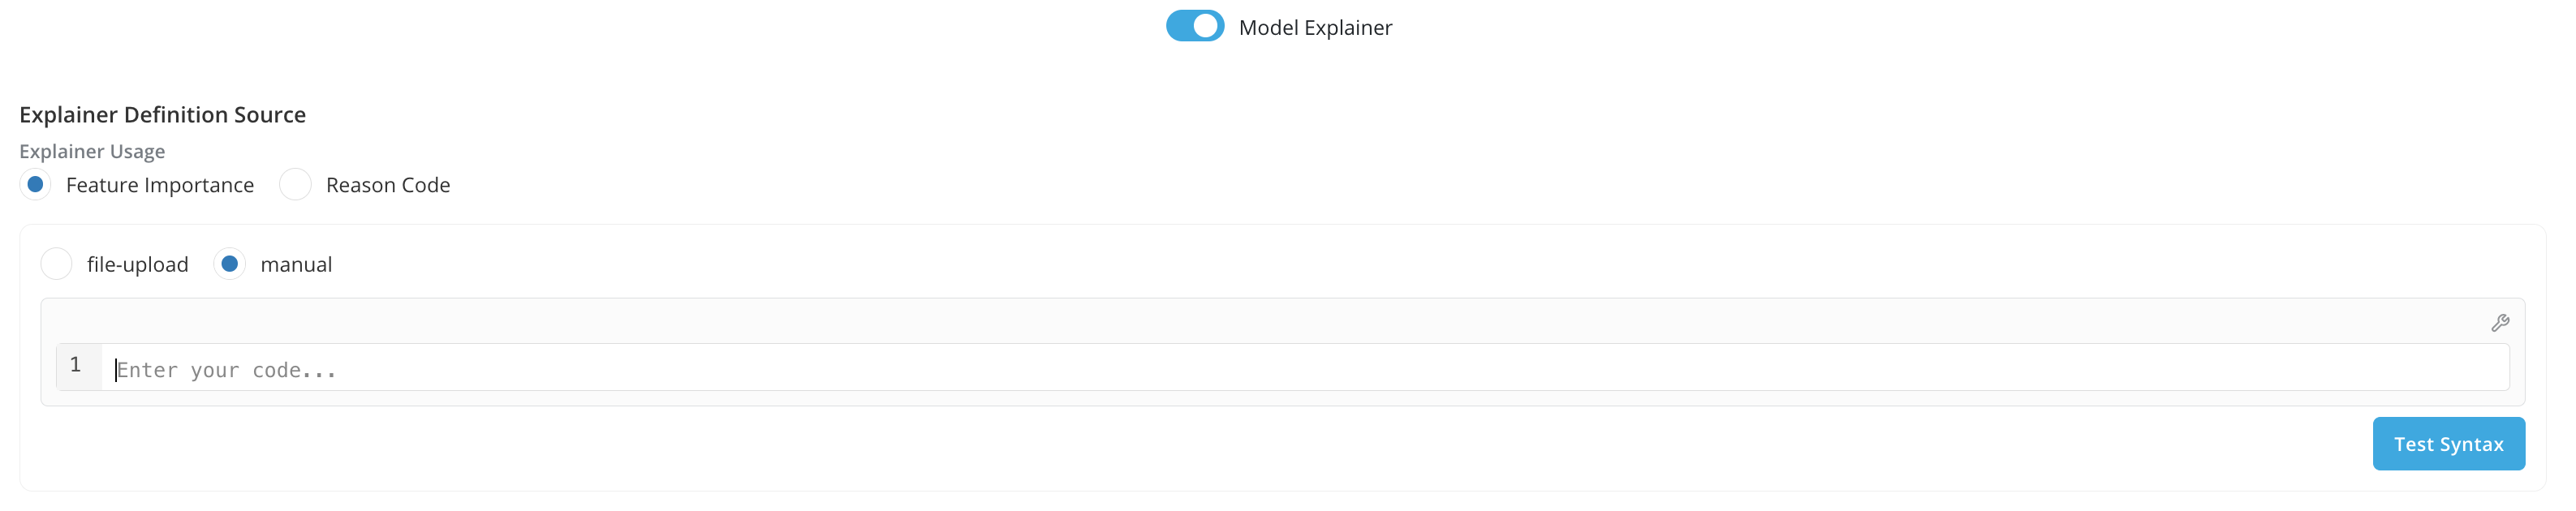 Model Explainer
Explainer Definition Source
Explainer Usage
Feature Importance Reason Code
file-upload manual
1 Enter your code...
Test Syntax